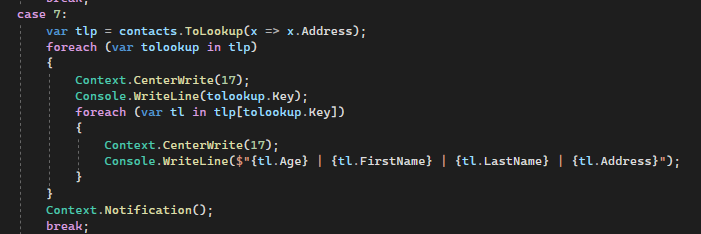 case 7:
var tlp = contacts.ToLookup(x => x.Address);
foreach (var tolookup in tlp)
{
Context.CenterWrite(17);
Console.WriteLine(tolookup.Key);
foreach (var tl in tlp[tolookup.Key])
{
Context.CenterWrite(17);
Console.WriteLine($"{tl.Age} | {tl.FirstName} | {tl.LastName} | {tl.Address}");
}
}
Context.Notification();
break;